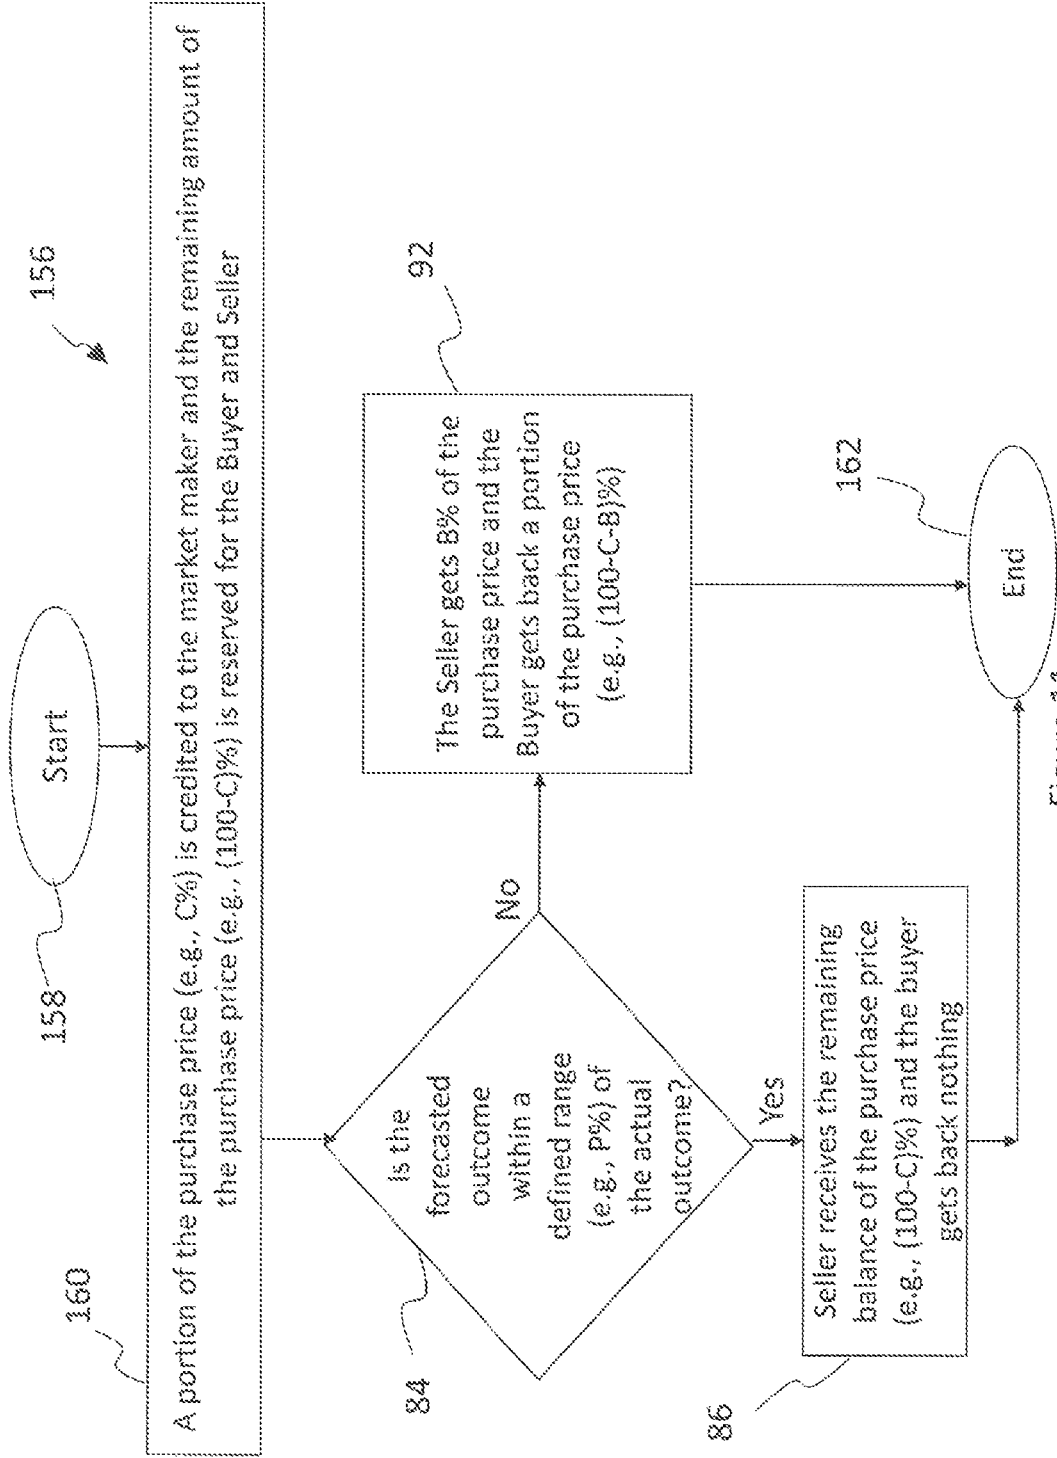 156
Start
158
160
A portion of the purchase price (e.g., C%) is credited to the market maker and the remaining amount of
the purchase price (e.g., (100-C)%) is reserved for the Buyer and Seller
84
Is the
forecasted
outcome
within a
defined range
(e.g., P%) of
the actual
outcome?
No
92
The Seller gets B% of the
purchase price and the
Buyer gets back a portion
of the purchase price
(e.g., (100-C-B)%)
Yes
86
Seller receives the remaining
balance of the purchase price
(e.g., (100-C)%) and the buyer
gets back nothing
162
End